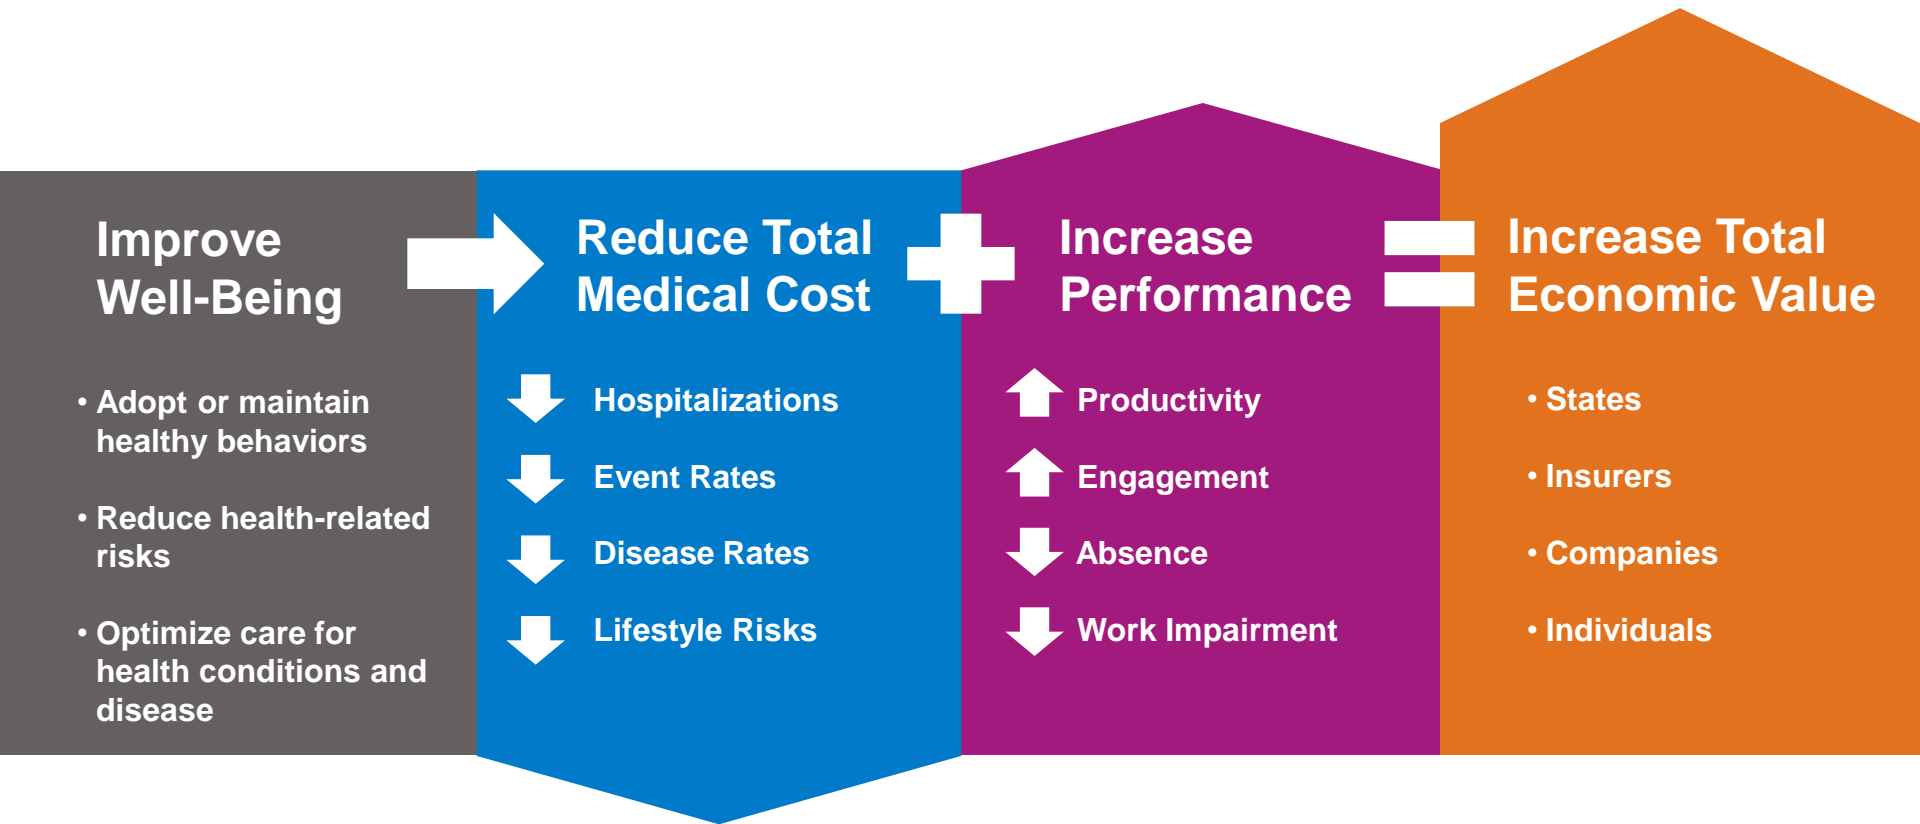 Improve
Well-Being
• Adopt or maintain
healthy behaviors
• Reduce health-related
risks
• Optimize care for
health conditions and
disease
Reduce Total
Medical Cost
Hospitalizations
Event Rates
Disease Rates
Lifestyle Risks
Increase
Performance
Productivity
Engagement
Absence
Work Impairment
Increase Total
Economic Value
• States
• Insurers
• Companies
• Individuals